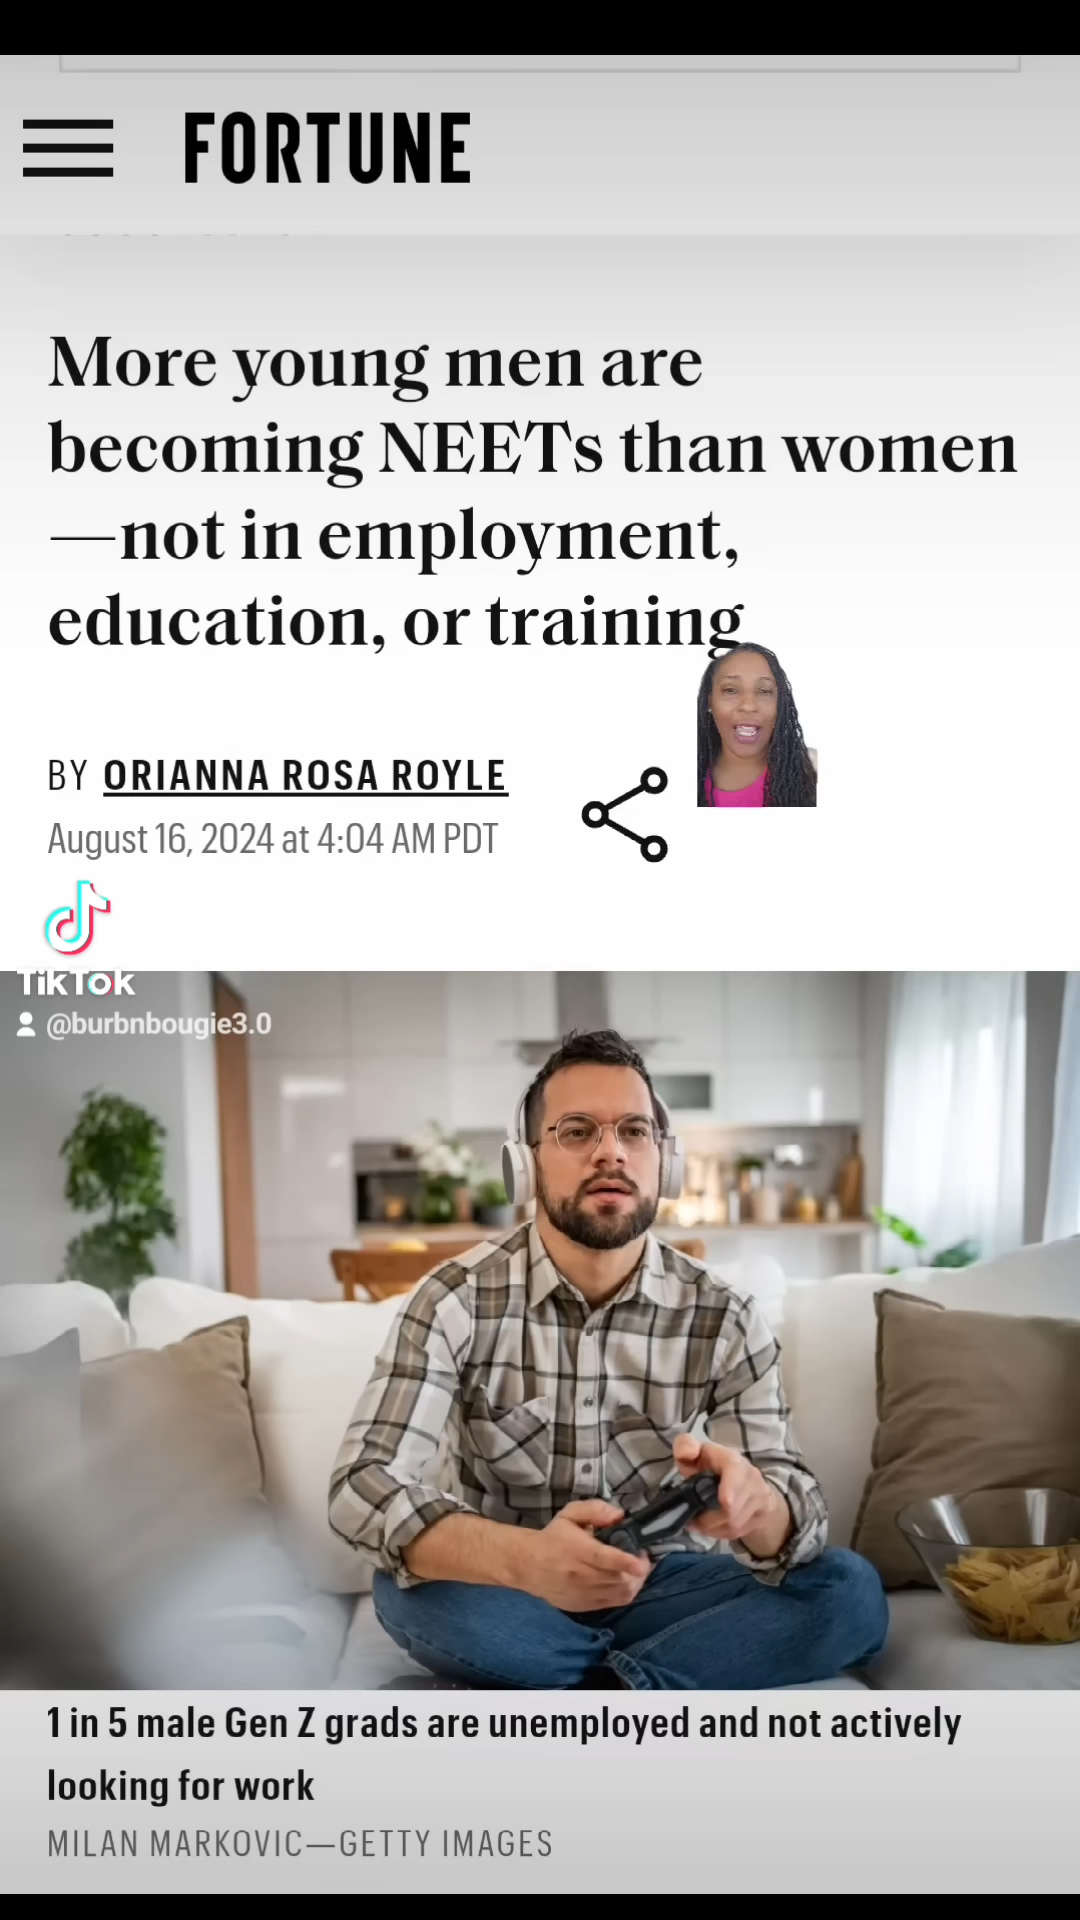 FORTUNE
More young men are
becoming NEETs than women
—not in employment,
education, or training
BY ORIANNA ROSA ROYLE
August 16, 2024 at 4:04 AM PDT
TikTok
@burbnbougie3.0
1 in 5 male Gen Z grads are unemployed and not actively
looking for work
MILAN MARKOVIC—GETTY IMAGES